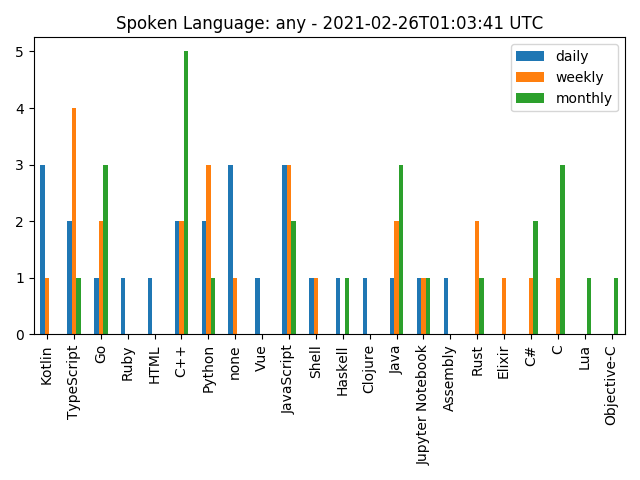 Spoken Language: any - 2021-02-26T01:03:41 UTC
daily
weekly
monthly
5
4
3
2
1
0
Kotlin
TypeScript
Go
Ruby
HTML
C++
Python
none
Vue
JavaScript
Shell
Haskell
Clojure
Java
Jupyter Notebook
Assembly
Rust
Elixir
C#
C
Lua
Objective-C